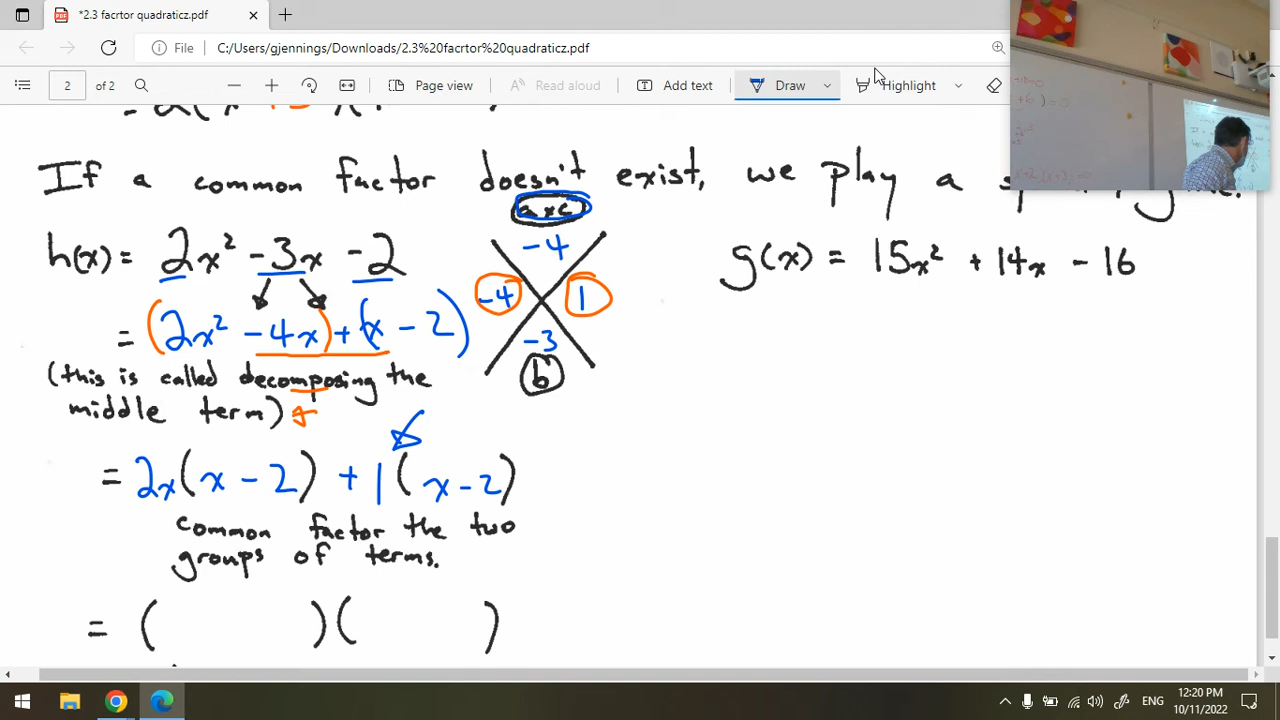 *2.3 facrtor quadraticz.pdf
File C:/Users/gjennings/Downloads/2.3%20facrtor%20quadraticz.pdf
2 of 2 Page view Read aloud Add text Draw Highlight
If a common factor doesn't exist, we play a
a×c
h(x) = 2x² -3x -2
-4
-4 1
-3
b
g(x) = 15x² + 14x - 16
= (2x² - 4x) + (x - 2)
(this is called decomposing the
middle term)
= 2x(x - 2) + 1(x - 2)
common factor the two
groups of terms.
= ( )( )
ENG
12:20 PM
10/11/2022